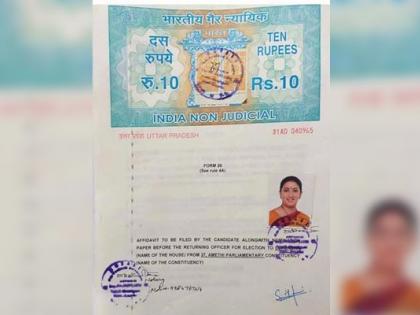 भारतीय गैर न्यायिक
भारत
दस
रुपये
रु.10
TEN
RUPEES
Rs.10
INDIA NON JUDICIAL
उत्तर प्रदेश UTTAR PRADESH
31AD 040965
FORM 26
(See rule 4A)
AFFIDAVIT TO BE FILED BY THE CANDIDATE ALONGWITH
PAPER BEFORE THE RETURNING OFFICER FOR ELECTION TO
(NAME OF THE HOUSE) FROM 37, AMETHI PARLIAMENTARY CONSTITUENCY
(NAME OF THE CONSTITUENCY)